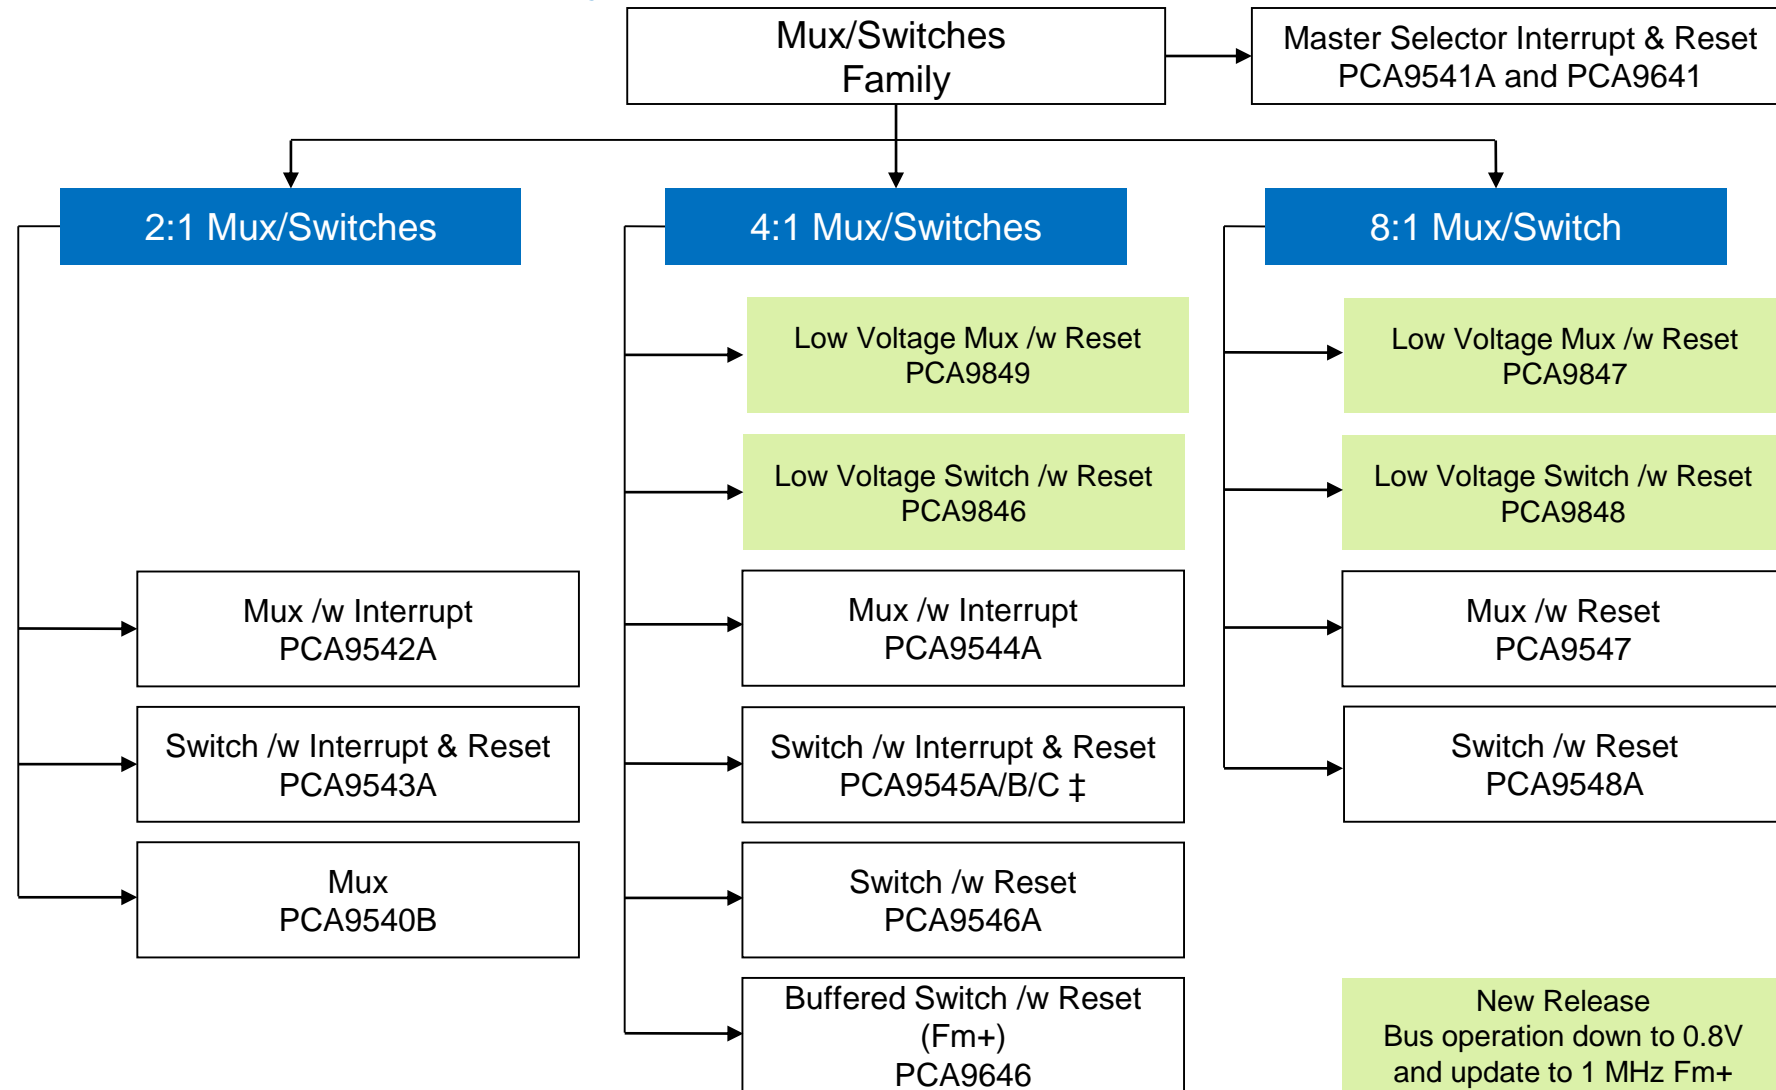 Mux/Switches
Family
Master Selector Interrupt & Reset
PCA9541A and PCA9641
2:1 Mux/Switches
4:1 Mux/Switches
8:1 Mux/Switch
Low Voltage Mux /w Reset
PCA9849
Low Voltage Mux /w Reset
PCA9847
Low Voltage Switch /w Reset
PCA9846
Low Voltage Switch /w Reset
PCA9848
Mux /w Interrupt
PCA9542A
Mux /w Interrupt
PCA9544A
Mux /w Reset
PCA9547
Switch /w Interrupt & Reset
PCA9543A
Switch /w Interrupt & Reset
PCA9545A/B/C ‡
Switch /w Reset
PCA9548A
Mux
PCA9540B
Switch /w Reset
PCA9546A
Buffered Switch /w Reset
(Fm+)
PCA9646
New Release
Bus operation down to 0.8V
and update to 1 MHz Fm+